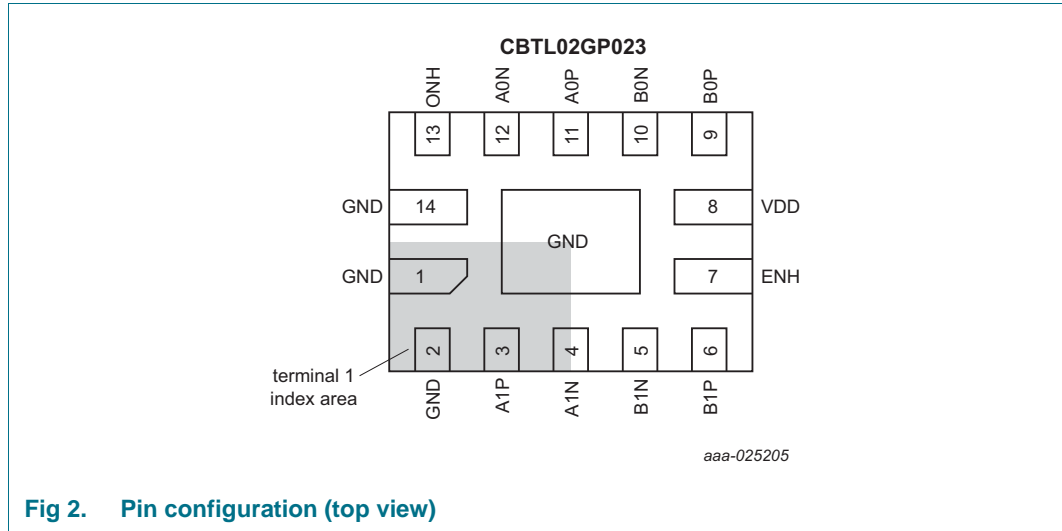 CBTL02GP023
ONH A0N A0P B0N B0P
13 12 11 10 9
GND 14 8 VDD
GND
GND 1 7 ENH
2 3 4 5 6
terminal 1
index area
GND A1P A1N B1N B1P
aaa-025205
Fig 2. Pin configuration (top view)